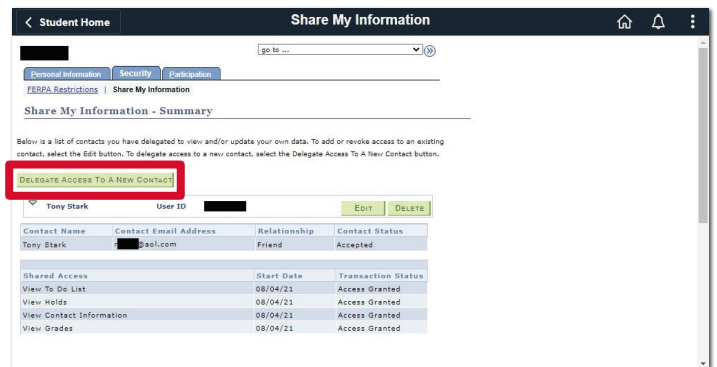 Student Home
Share My Information
go to ...
Personal Information Security Participation
FERPA Restrictions | Share My Information
Share My Information - Summary
Below is a list of contacts you have delegated to view and/or update your own data. To add or revoke access to an existing
contact, select the Edit button. To delegate access to a new contact, select the Delegate Access To A New Contact button.
DELEGATE ACCESS TO A NEW CONTACT
Tony Stark User ID EDIT DELETE
Contact Name Contact Email Address Relationship Contact Status
Tony Stark r @aol.com Friend Accepted
Shared Access Start Date Transaction Status
View To Do List 08/04/21 Access Granted
View Holds 08/04/21 Access Granted
View Contact Information 08/04/21 Access Granted
View Grades 08/04/21 Access Granted